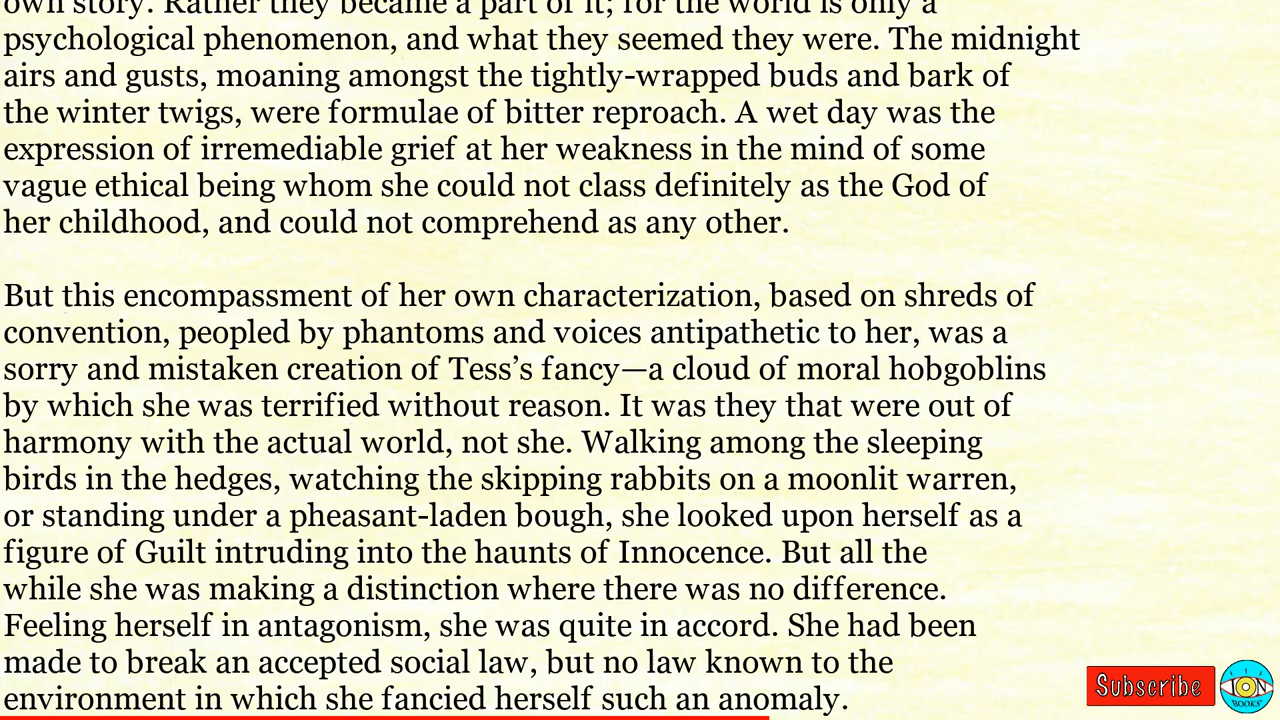 own story. Rather they became a part of it; for the world is only a
psychological phenomenon, and what they seemed they were. The midnight
airs and gusts, moaning amongst the tightly-wrapped buds and bark of
the winter twigs, were formulae of bitter reproach. A wet day was the
expression of irremediable grief at her weakness in the mind of some
vague ethical being whom she could not class definitely as the God of
her childhood, and could not comprehend as any other.
But this encompassment of her own characterization, based on shreds of
convention, peopled by phantoms and voices antipathetic to her, was a
sorry and mistaken creation of Tess’s fancy—a cloud of moral hobgoblins
by which she was terrified without reason. It was they that were out of
harmony with the actual world, not she. Walking among the sleeping
birds in the hedges, watching the skipping rabbits on a moonlit warren,
or standing under a pheasant-laden bough, she looked upon herself as a
figure of Guilt intruding into the haunts of Innocence. But all the
while she was making a distinction where there was no difference.
Feeling herself in antagonism, she was quite in accord. She had been
made to break an accepted social law, but no law known to the
environment in which she fancied herself such an anomaly.
Subscribe
ION
BOOKS